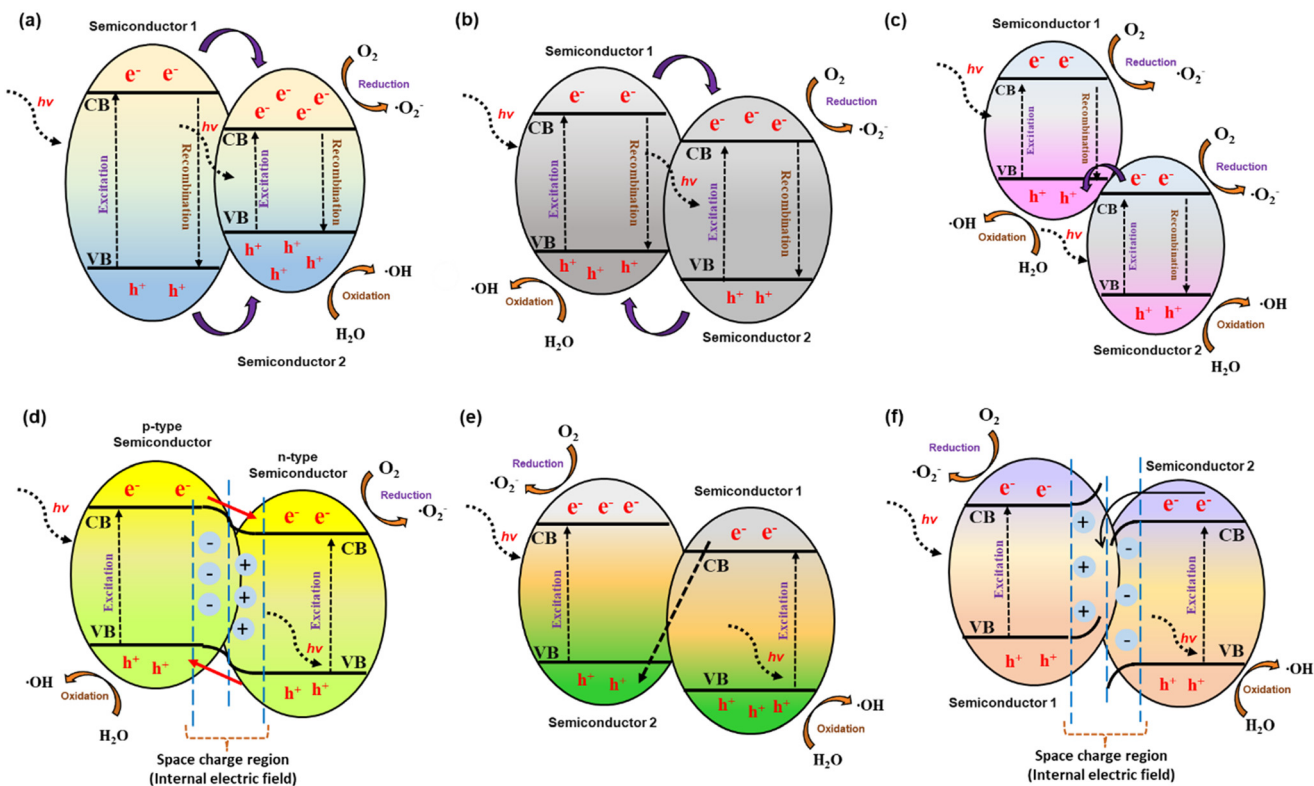 (a)
Semiconductor 1
O₂
Reduction
·O₂⁻
hv
e⁻ e⁻
CB
Excitation
Recombination
VB
h⁺ h⁺
hv
e⁻ e⁻ e⁻ e⁻ e⁻
CB
Excitation
Recombination
VB
h⁺ h⁺ h⁺ h⁺ h⁺
·OH
Oxidation
H₂O
Semiconductor 2
(b)
Semiconductor 1
O₂
Reduction
·O₂⁻
hv
e⁻ e⁻
CB
Excitation
Recombination
VB
h⁺ h⁺ h⁺
·OH
Oxidation
H₂O
hv
e⁻ e⁻ e⁻
CB
Excitation
Recombination
VB
h⁺ h⁺
Semiconductor 2
(c)
Semiconductor 1
O₂
Reduction
·O₂⁻
hv
e⁻ e⁻
CB
Excitation
Recombination
VB
h⁺ h⁺
·OH
Oxidation
H₂O
hv
O₂
Reduction
·O₂⁻
e⁻ e⁻
CB
Excitation
Recombination
VB
h⁺ h⁺
·OH
Oxidation
H₂O
Semiconductor 2
(d)
p-type
Semiconductor
n-type
Semiconductor
O₂
Reduction
·O₂⁻
hv
e⁻ e⁻
CB
Excitation
VB
h⁺ h⁺
·OH
Oxidation
H₂O
-
-
-
+
+
+
e⁻ e⁻
CB
Excitation
hv
VB
h⁺ h⁺
Space charge region
(Internal electric field)
(e)
O₂
Reduction
·O₂⁻
hv
e⁻ e⁻ e⁻
CB
Excitation
VB
h⁺ h⁺
Semiconductor 2
Semiconductor 1
e⁻ e⁻
CB
Excitation
hv
VB
h⁺ h⁺ h⁺
·OH
Oxidation
H₂O
(f)
O₂
Reduction
·O₂⁻
hv
e⁻ e⁻
CB
Excitation
VB
h⁺ h⁺
Semiconductor 1
+
+
+
-
-
-
Semiconductor 2
e⁻ e⁻
CB
Excitation
hv
VB
h⁺ h⁺
·OH
Oxidation
H₂O
Space charge region
(Internal electric field)